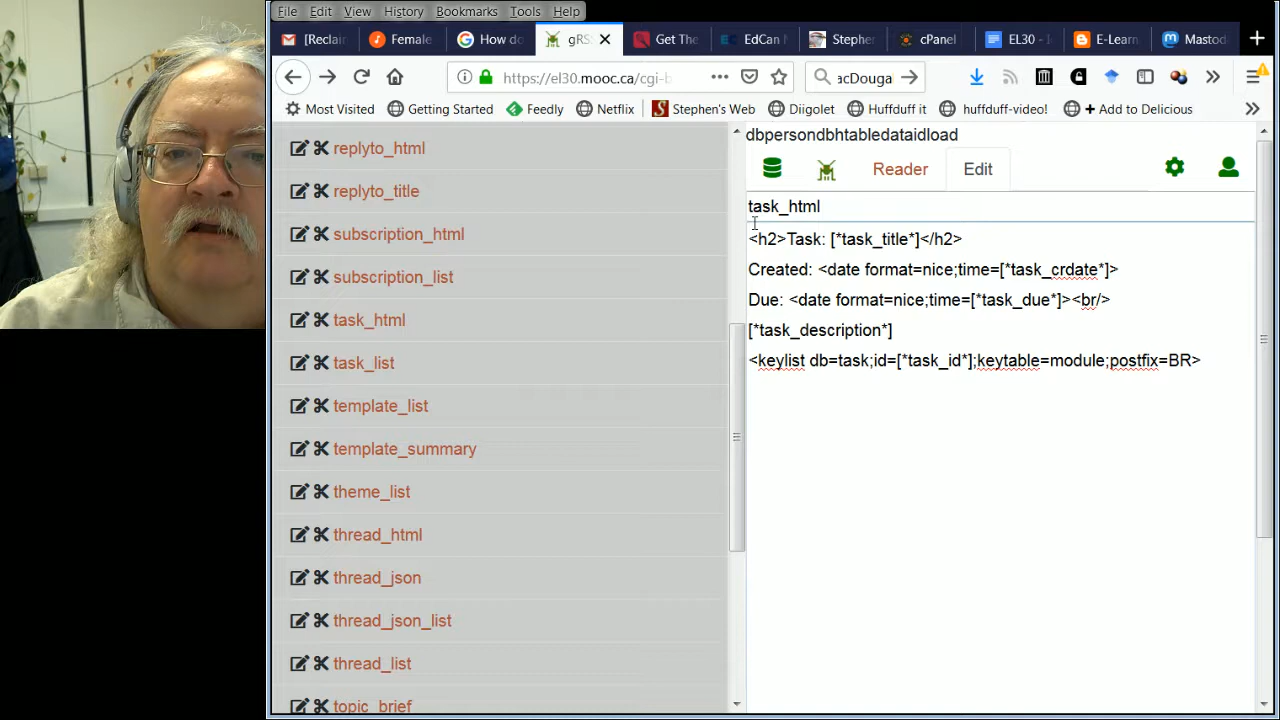 File Edit View History Bookmarks Tools Help
[Reclair Female How do gRS Get The EdCan Stephe cPanel EL30 - E-Lear Mastod
https://el30.mooc.ca/cgi-b acDouga
Most Visited Getting Started Feedly Netflix Stephen's Web Diigolet Huffduff it huffduff-video! + Add to Delicious
dbpersondbhtabledataidload
Reader Edit
replyto_html
replyto_title
subscription_html
subscription_list
task_html
task_list
template_list
template_summary
theme_list
thread_html
thread_json
thread_json_list
thread_list
topic_brief
task_html
<h2>Task: [*task_title*]</h2>
Created: <date format=nice;time=[*task_crdate*]>
Due: <date format=nice;time=[*task_due*]><br/>
[*task_description*]
<keylist db=task;id=[*task_id*];keytable=module;postfix=BR>